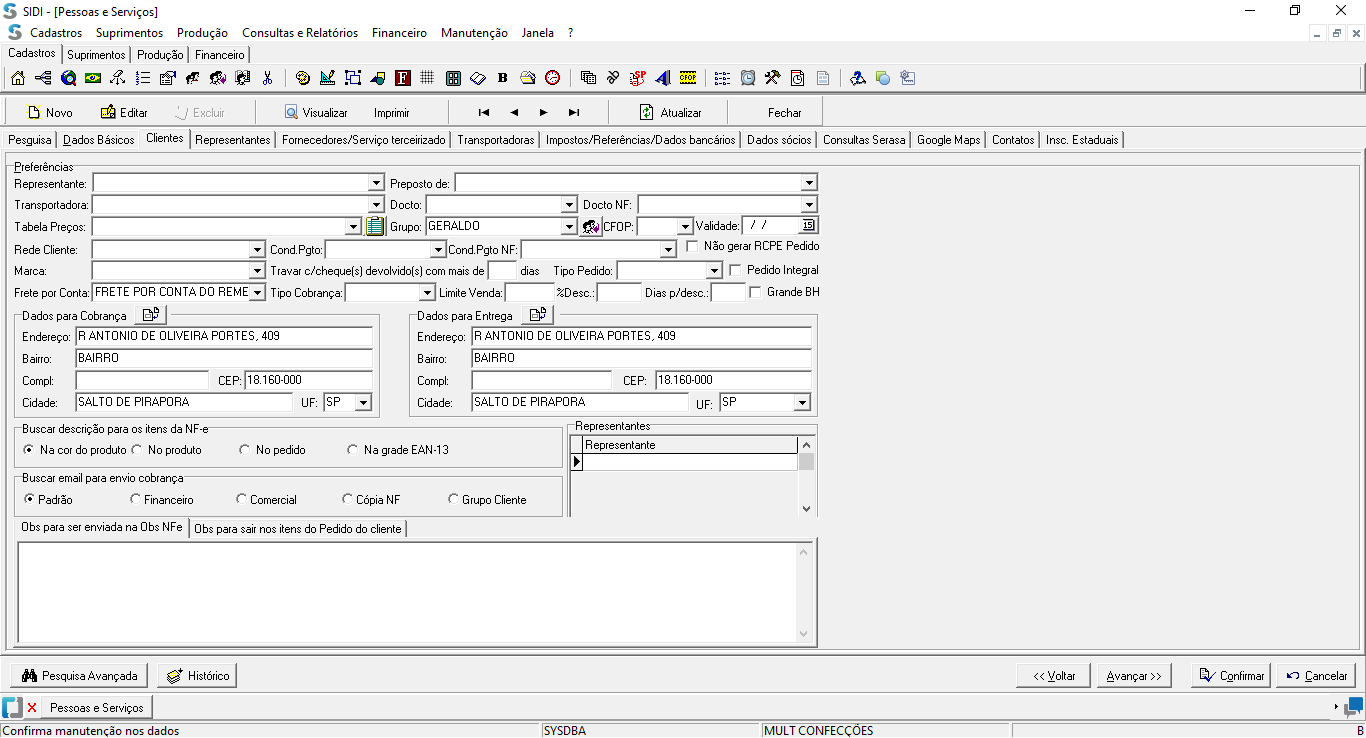 SIDI - [Pessoas e Serviços]
Cadastros Suprimentos Produção Consultas e Relatórios Financeiro Manutenção Janela ?
Cadastros Suprimentos Produção Financeiro
Novo Editar Excluir Visualizar Imprimir Atualizar Fechar
Pesquisa Dados Básicos Clientes Representantes Fornecedores/Serviço terceirizado Transportadoras Impostos/Referências/Dados bancários Dados sócios Consultas Serasa Google Maps Contatos Insc. Estaduais
Preferências
Representante: Preposto de:
Transportadora: Docto: Docto NF:
Tabela Preços: Grupo: GERALDO CFOP: Validade: / / 15
Rede Cliente: Cond.Pgto: Cond.Pgto NF: Não gerar RCPE Pedido
Marca: Travar c/cheque(s) devolvido(s) com mais de dias Tipo Pedido: Pedido Integral
Frete por Conta: FRETE POR CONTA DO REME Tipo Cobrança: Limite Venda: %Desc.: Dias p/desc.: Grande BH
Dados para Cobrança Dados para Entrega
Endereço: R ANTONIO DE OLIVEIRA PORTES, 409 Endereço: R ANTONIO DE OLIVEIRA PORTES, 409
Bairro: BAIRRO Bairro: BAIRRO
Compl: CEP: 18.160-000 Compl: CEP: 18.160-000
Cidade: SALTO DE PIRAPORA UF: SP Cidade: SALTO DE PIRAPORA UF: SP
Buscar descrição para os itens da NF-e Representantes
Na cor do produto No produto No pedido Na grade EAN-13 Representante
Buscar email para envio cobrança
Padrão Financeiro Comercial Cópia NF Grupo Cliente
Obs para ser enviada na Obs NFe Obs para sair nos itens do Pedido do cliente
Pesquisa Avançada Histórico << Voltar Avançar >> Confirmar Cancelar
Pessoas e Serviços
Confirma manutenção nos dados SYSDBA MULT CONFECÇÕES B